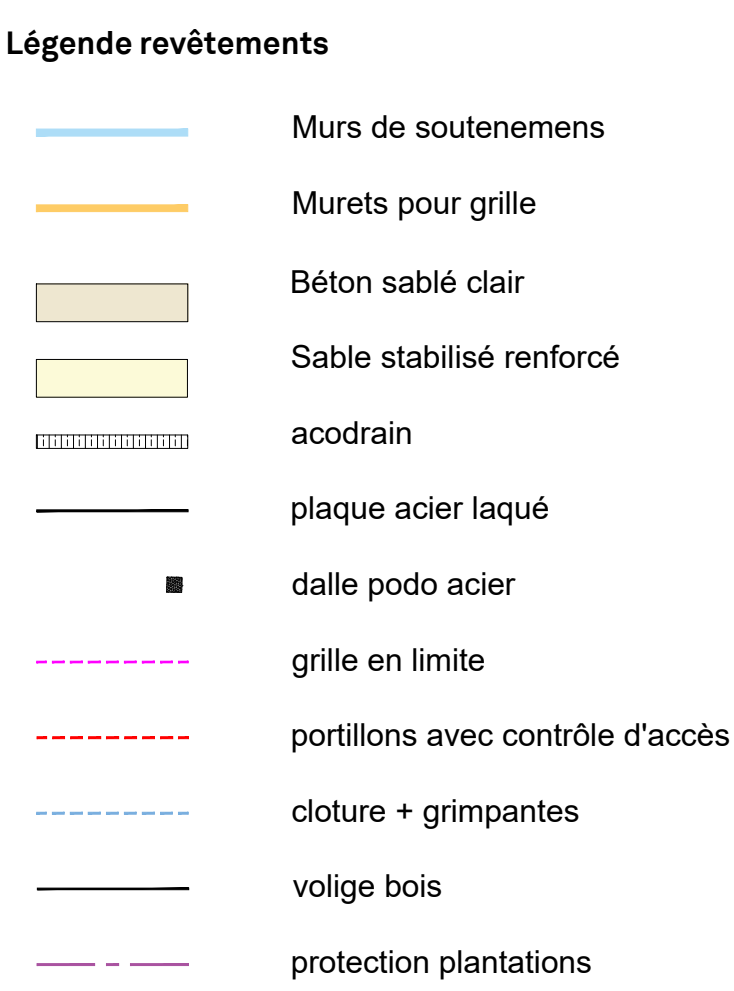 Légende revêtements
Murs de soutenemens
Murets pour grille
Béton sablé clair
Sable stabilisé renforcé
acodrain
plaque acier laqué
dalle podo acier
grille en limite
portillons avec contrôle d'accès
cloture + grimpantes
volige bois
protection plantations